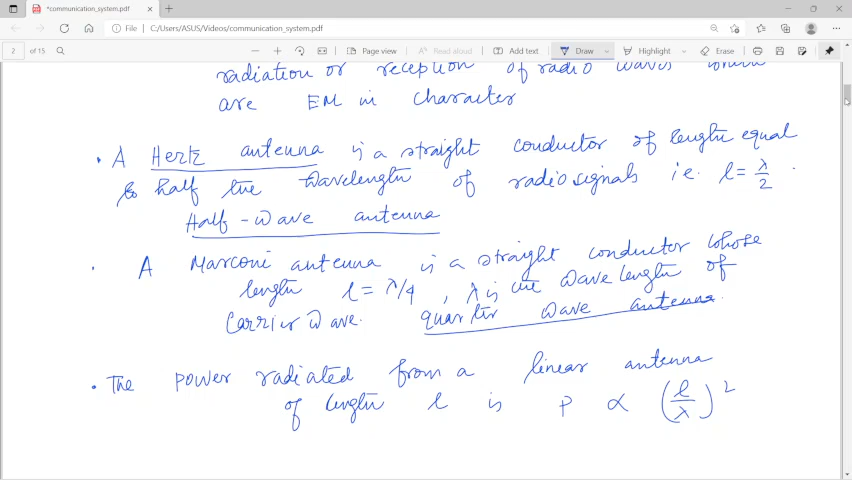 *communication_system.pdf
File | C:/Users/ASUS/Videos/communication_system.pdf
2 of 15 Page view Read aloud Add text Draw Highlight Erase
radiation or reception of radio waves which
are EM in character
• A Hertz antenna is a straight conductor of length equal
to half the wavelength of radio signals i.e. l = λ/2
Half-wave antenna
• A Marconi antenna is a straight conductor whose
length l = λ/4, λ is the wavelength of
carrier wave. quarter wave antenna.
• The power radiated from a linear antenna
of length l is P ∝ (l/λ)²